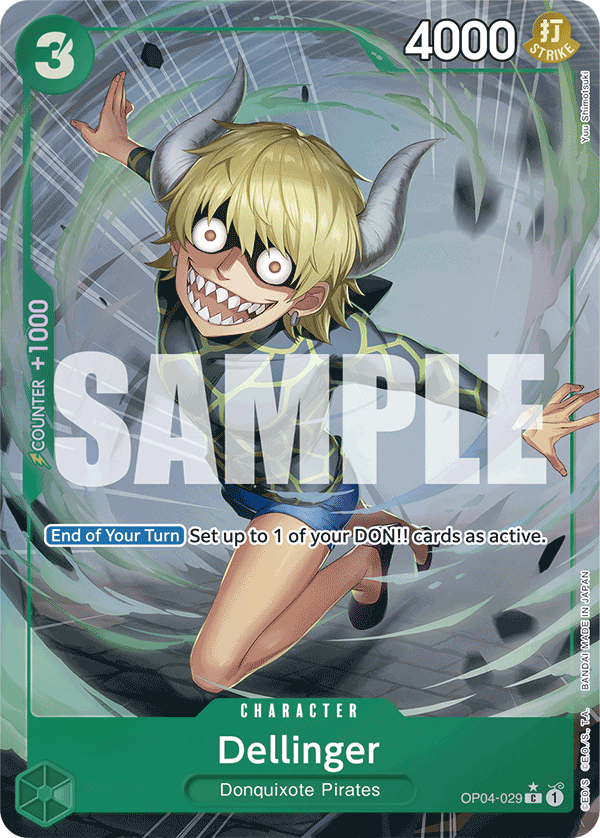 3
4000
打
STRIKE
Yuu Shimotsuki
COUNTER +1000
SAMPLE
End of Your Turn Set up to 1 of your DON!! cards as active.
©EO/S ©E.O./S., T.A. BANDAI MADE IN JAPAN
CHARACTER
Dellinger
Donquixote Pirates
OP04-029 C 1